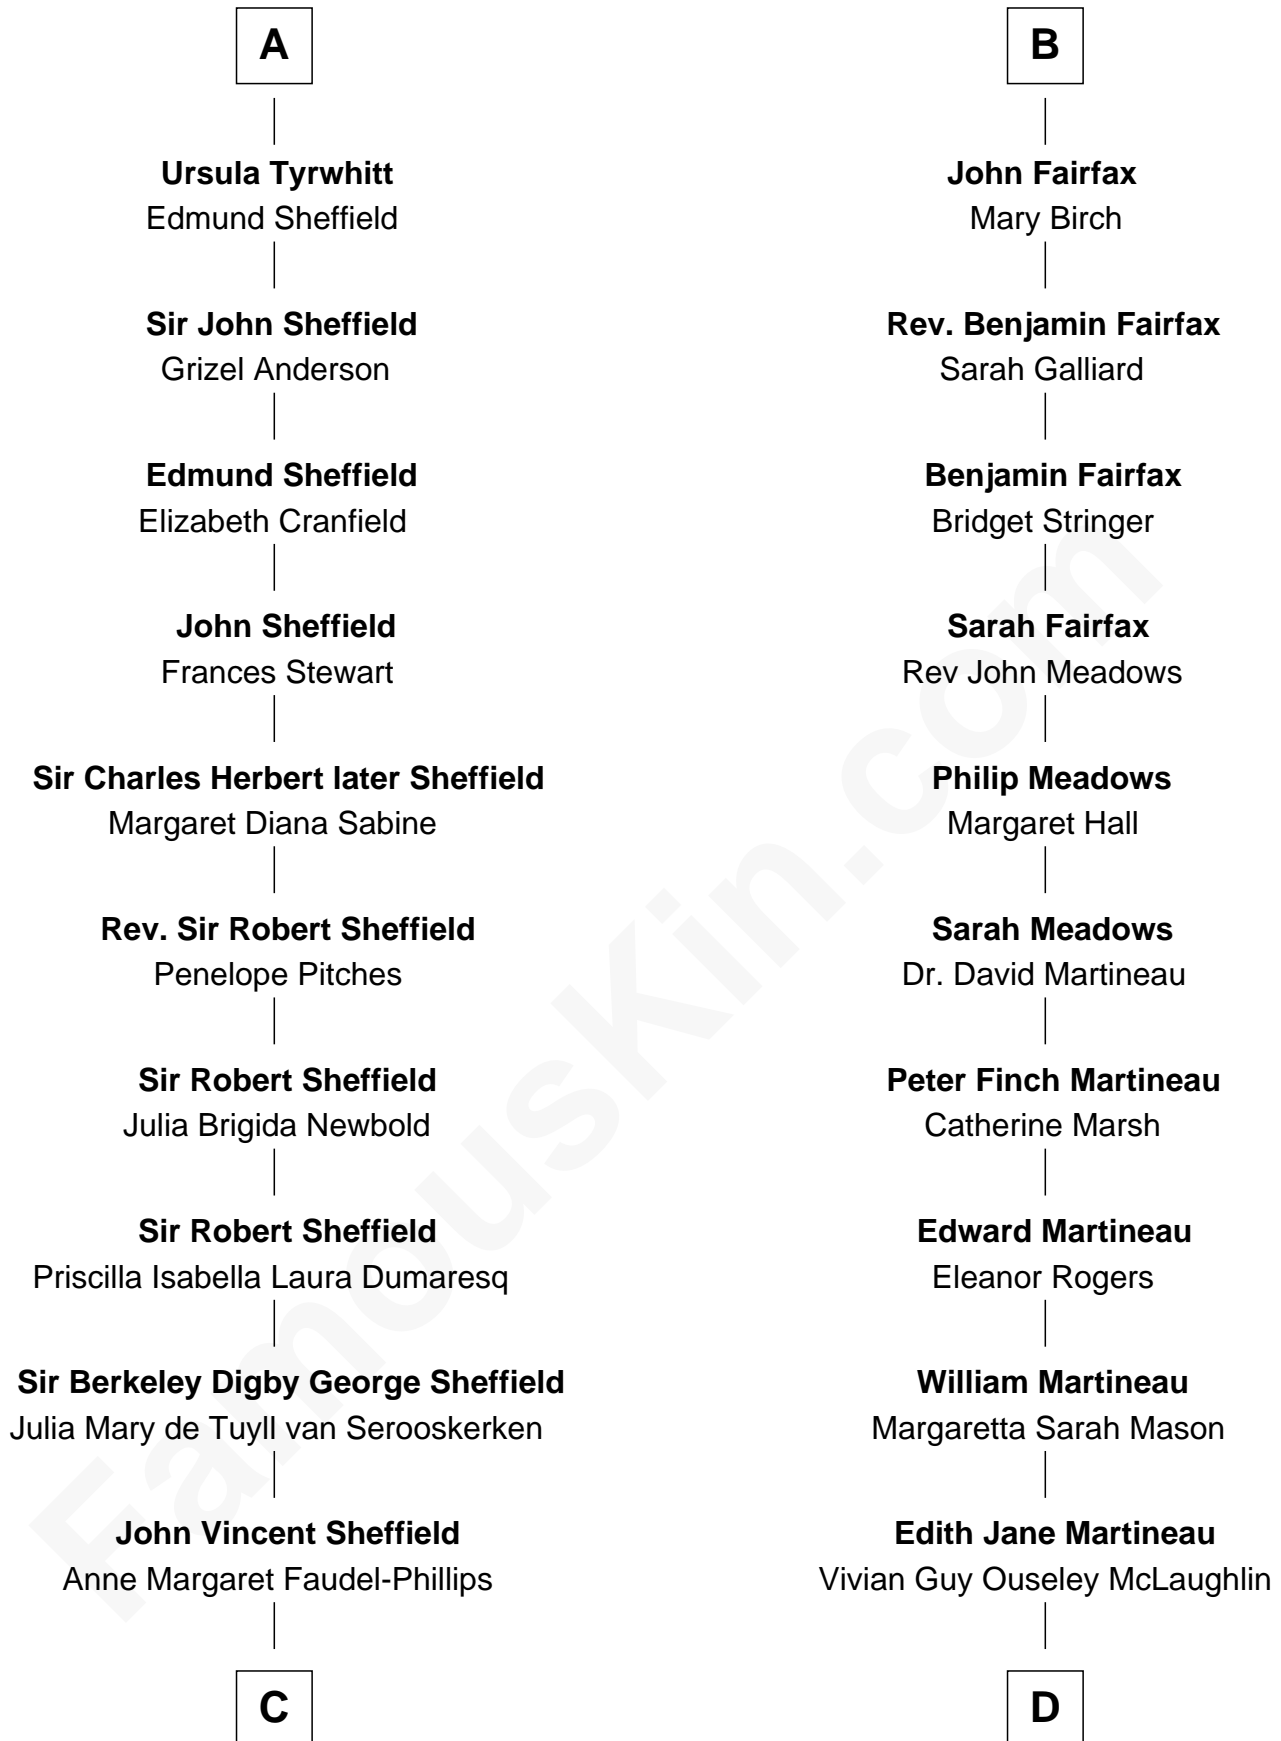 A
Ursula Tyrwhitt
Edmund Sheffield
Sir John Sheffield
Grizel Anderson
Edmund Sheffield
Elizabeth Cranfield
John Sheffield
Frances Stewart
Sir Charles Herbert later Sheffield
Margaret Diana Sabine
Rev. Sir Robert Sheffield
Penelope Pitches
Sir Robert Sheffield
Julia Brigida Newbold
Sir Robert Sheffield
Priscilla Isabella Laura Dumaresq
Sir Berkeley Digby George Sheffield
Julia Mary de Tuyll van Serooskerken
John Vincent Sheffield
Anne Margaret Faudel-Phillips
C
B
John Fairfax
Mary Birch
Rev. Benjamin Fairfax
Sarah Galliard
Benjamin Fairfax
Bridget Stringer
Sarah Fairfax
Rev John Meadows
Philip Meadows
Margaret Hall
Sarah Meadows
Dr. David Martineau
Peter Finch Martineau
Catherine Marsh
Edward Martineau
Eleanor Rogers
William Martineau
Margaretta Sarah Mason
Edith Jane Martineau
Vivian Guy Ouseley McLaughlin
D
FamousKin.com